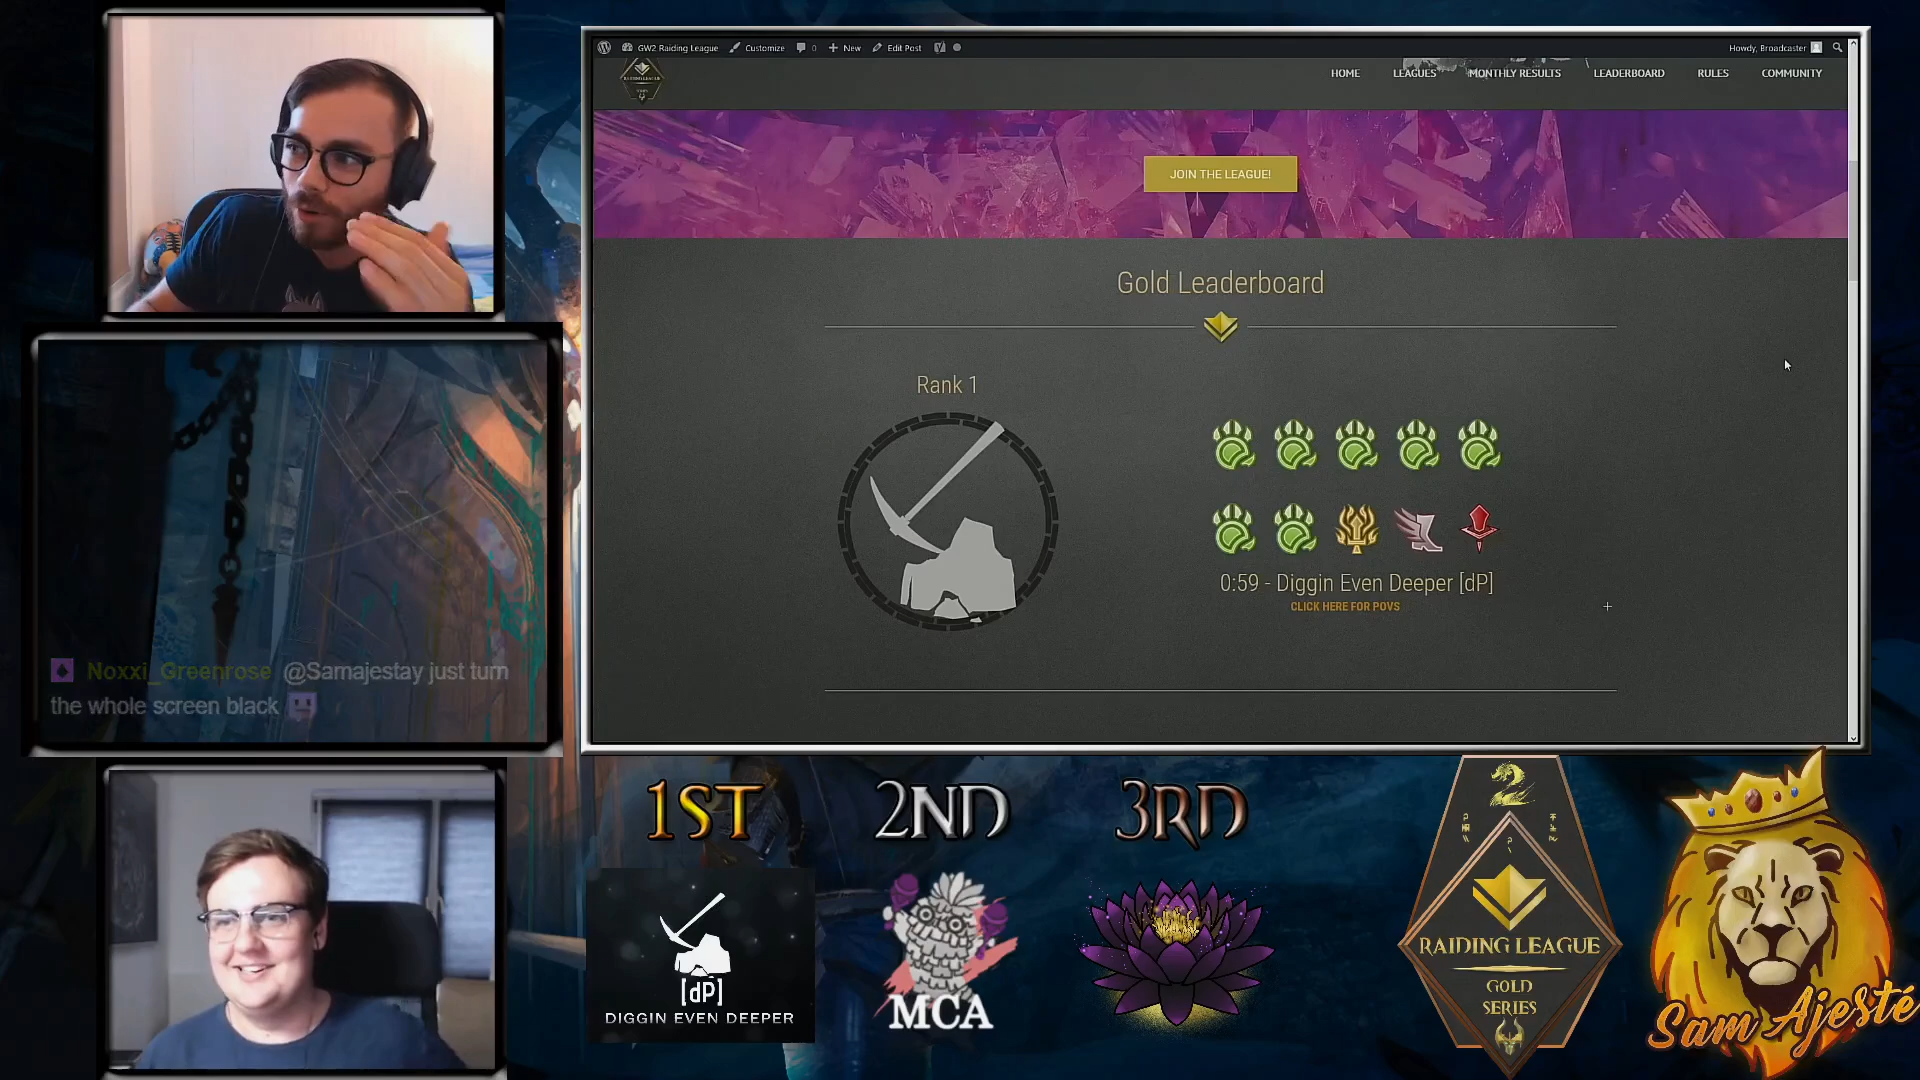 GW2 Raiding League
Customize
0
New
Edit Post
Howdy, Broadcaster
HOME
LEAGUES
MONTHLY RESULTS
LEADERBOARD
RULES
COMMUNITY
JOIN THE LEAGUE!
Gold Leaderboard
Rank 1
0:59 - Diggin Even Deeper [dP]
CLICK HERE FOR POVS
+
Noxxi_Greenrose @Samajestay just turn
the whole screen black
1ST
2ND
3RD
[dP]
DIGGIN EVEN DEEPER
MCA
RAIDING LEAGUE
GOLD
SERIES
Sam Ajesté